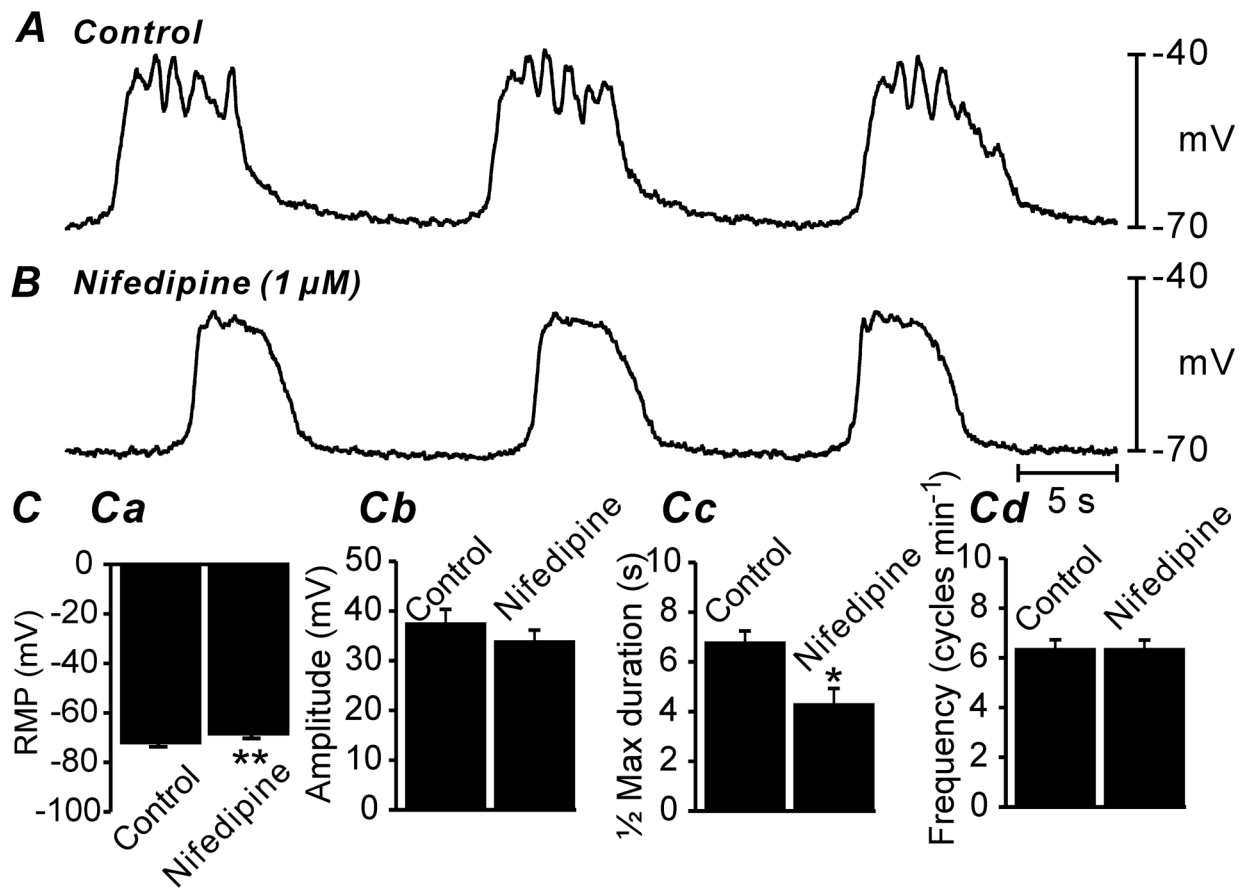 A Control
-40
mV
-70
B Nifedipine (1 µM)
-40
mV
-70
5 s
C Ca
RMP (mV)
0
-20
-40
-60
-80
-100
**
Control
Nifedipine
Cb
Amplitude (mV)
50
40
30
20
10
0
Control
Nifedipine
Cc
½ Max duration (s)
10
8
6
4
2
0
Control
Nifedipine
*
Cd
Frequency (cycles min⁻¹)
10
8
6
4
2
0
Control
Nifedipine